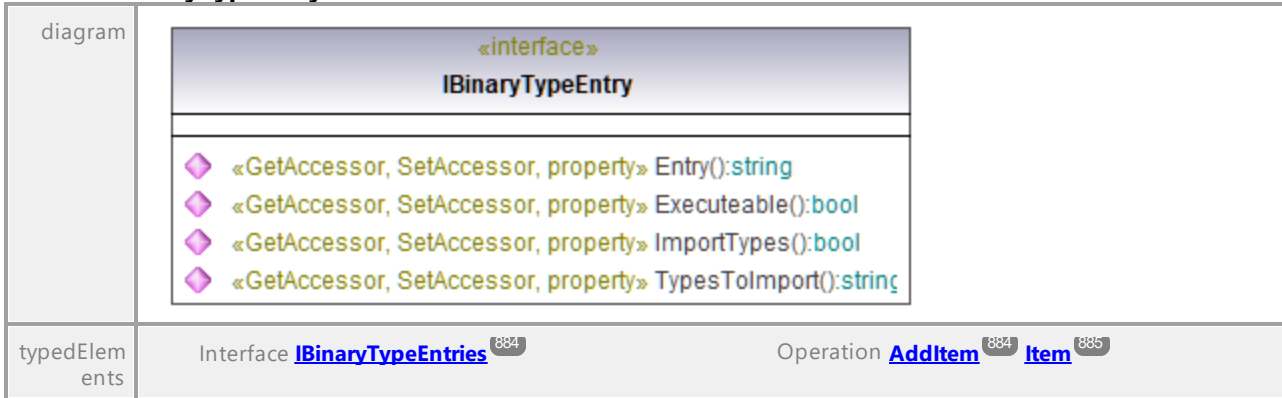 diagram
«interface»
IBinaryTypeEntry
«GetAccessor, SetAccessor, property» Entry():string
«GetAccessor, SetAccessor, property» Executeable():bool
«GetAccessor, SetAccessor, property» ImportTypes():bool
«GetAccessor, SetAccessor, property» TypesToImport():string
typedElem
ents
Interface IBinaryTypeEntries 884 Operation AddItem 884 Item 885